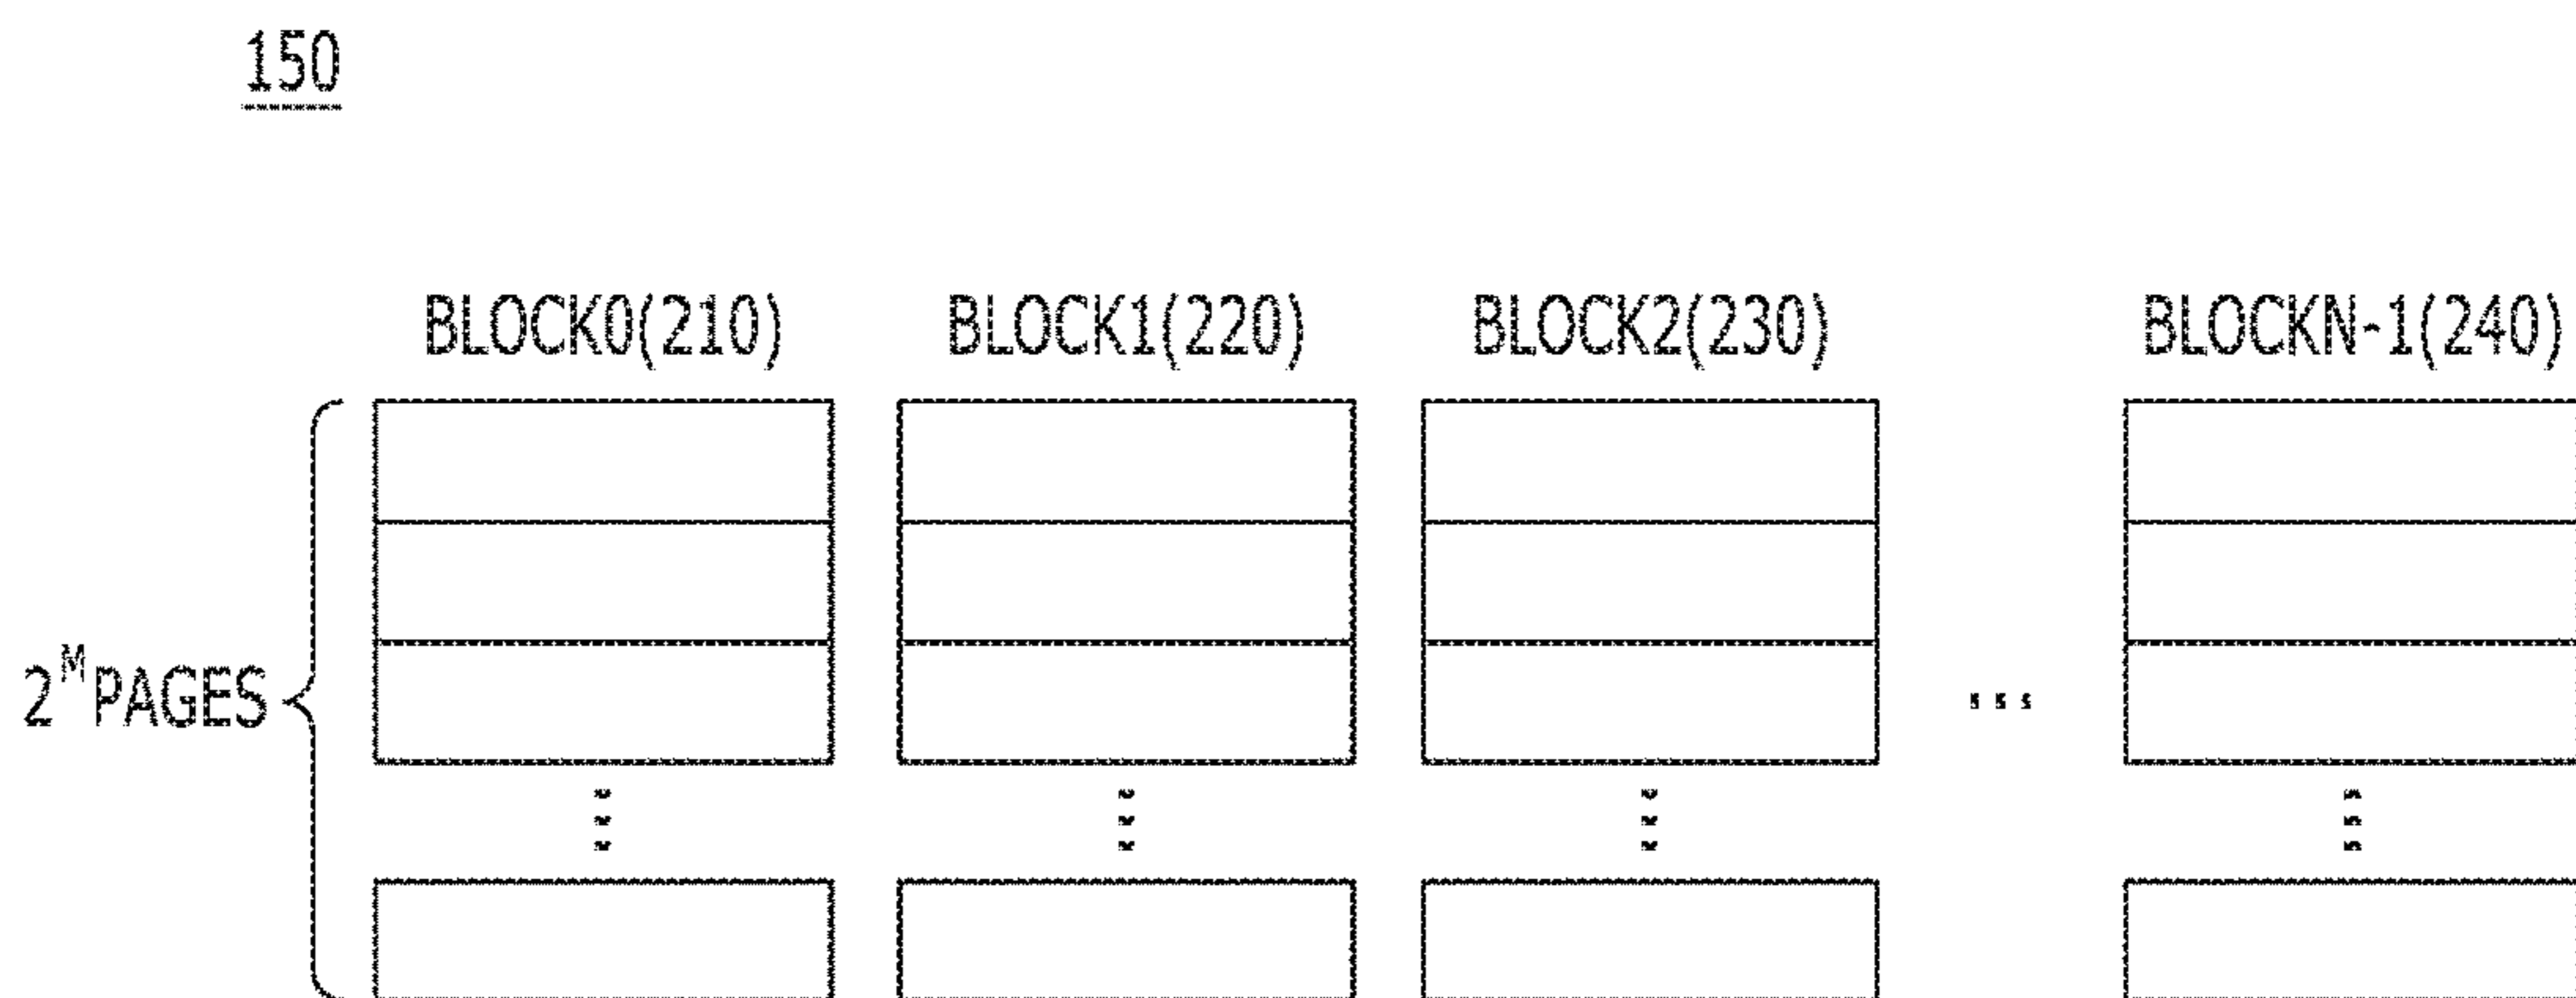 150
BLOCK0(210) BLOCK1(220) BLOCK2(230) BLOCKN-1(240)
2^M PAGES
...